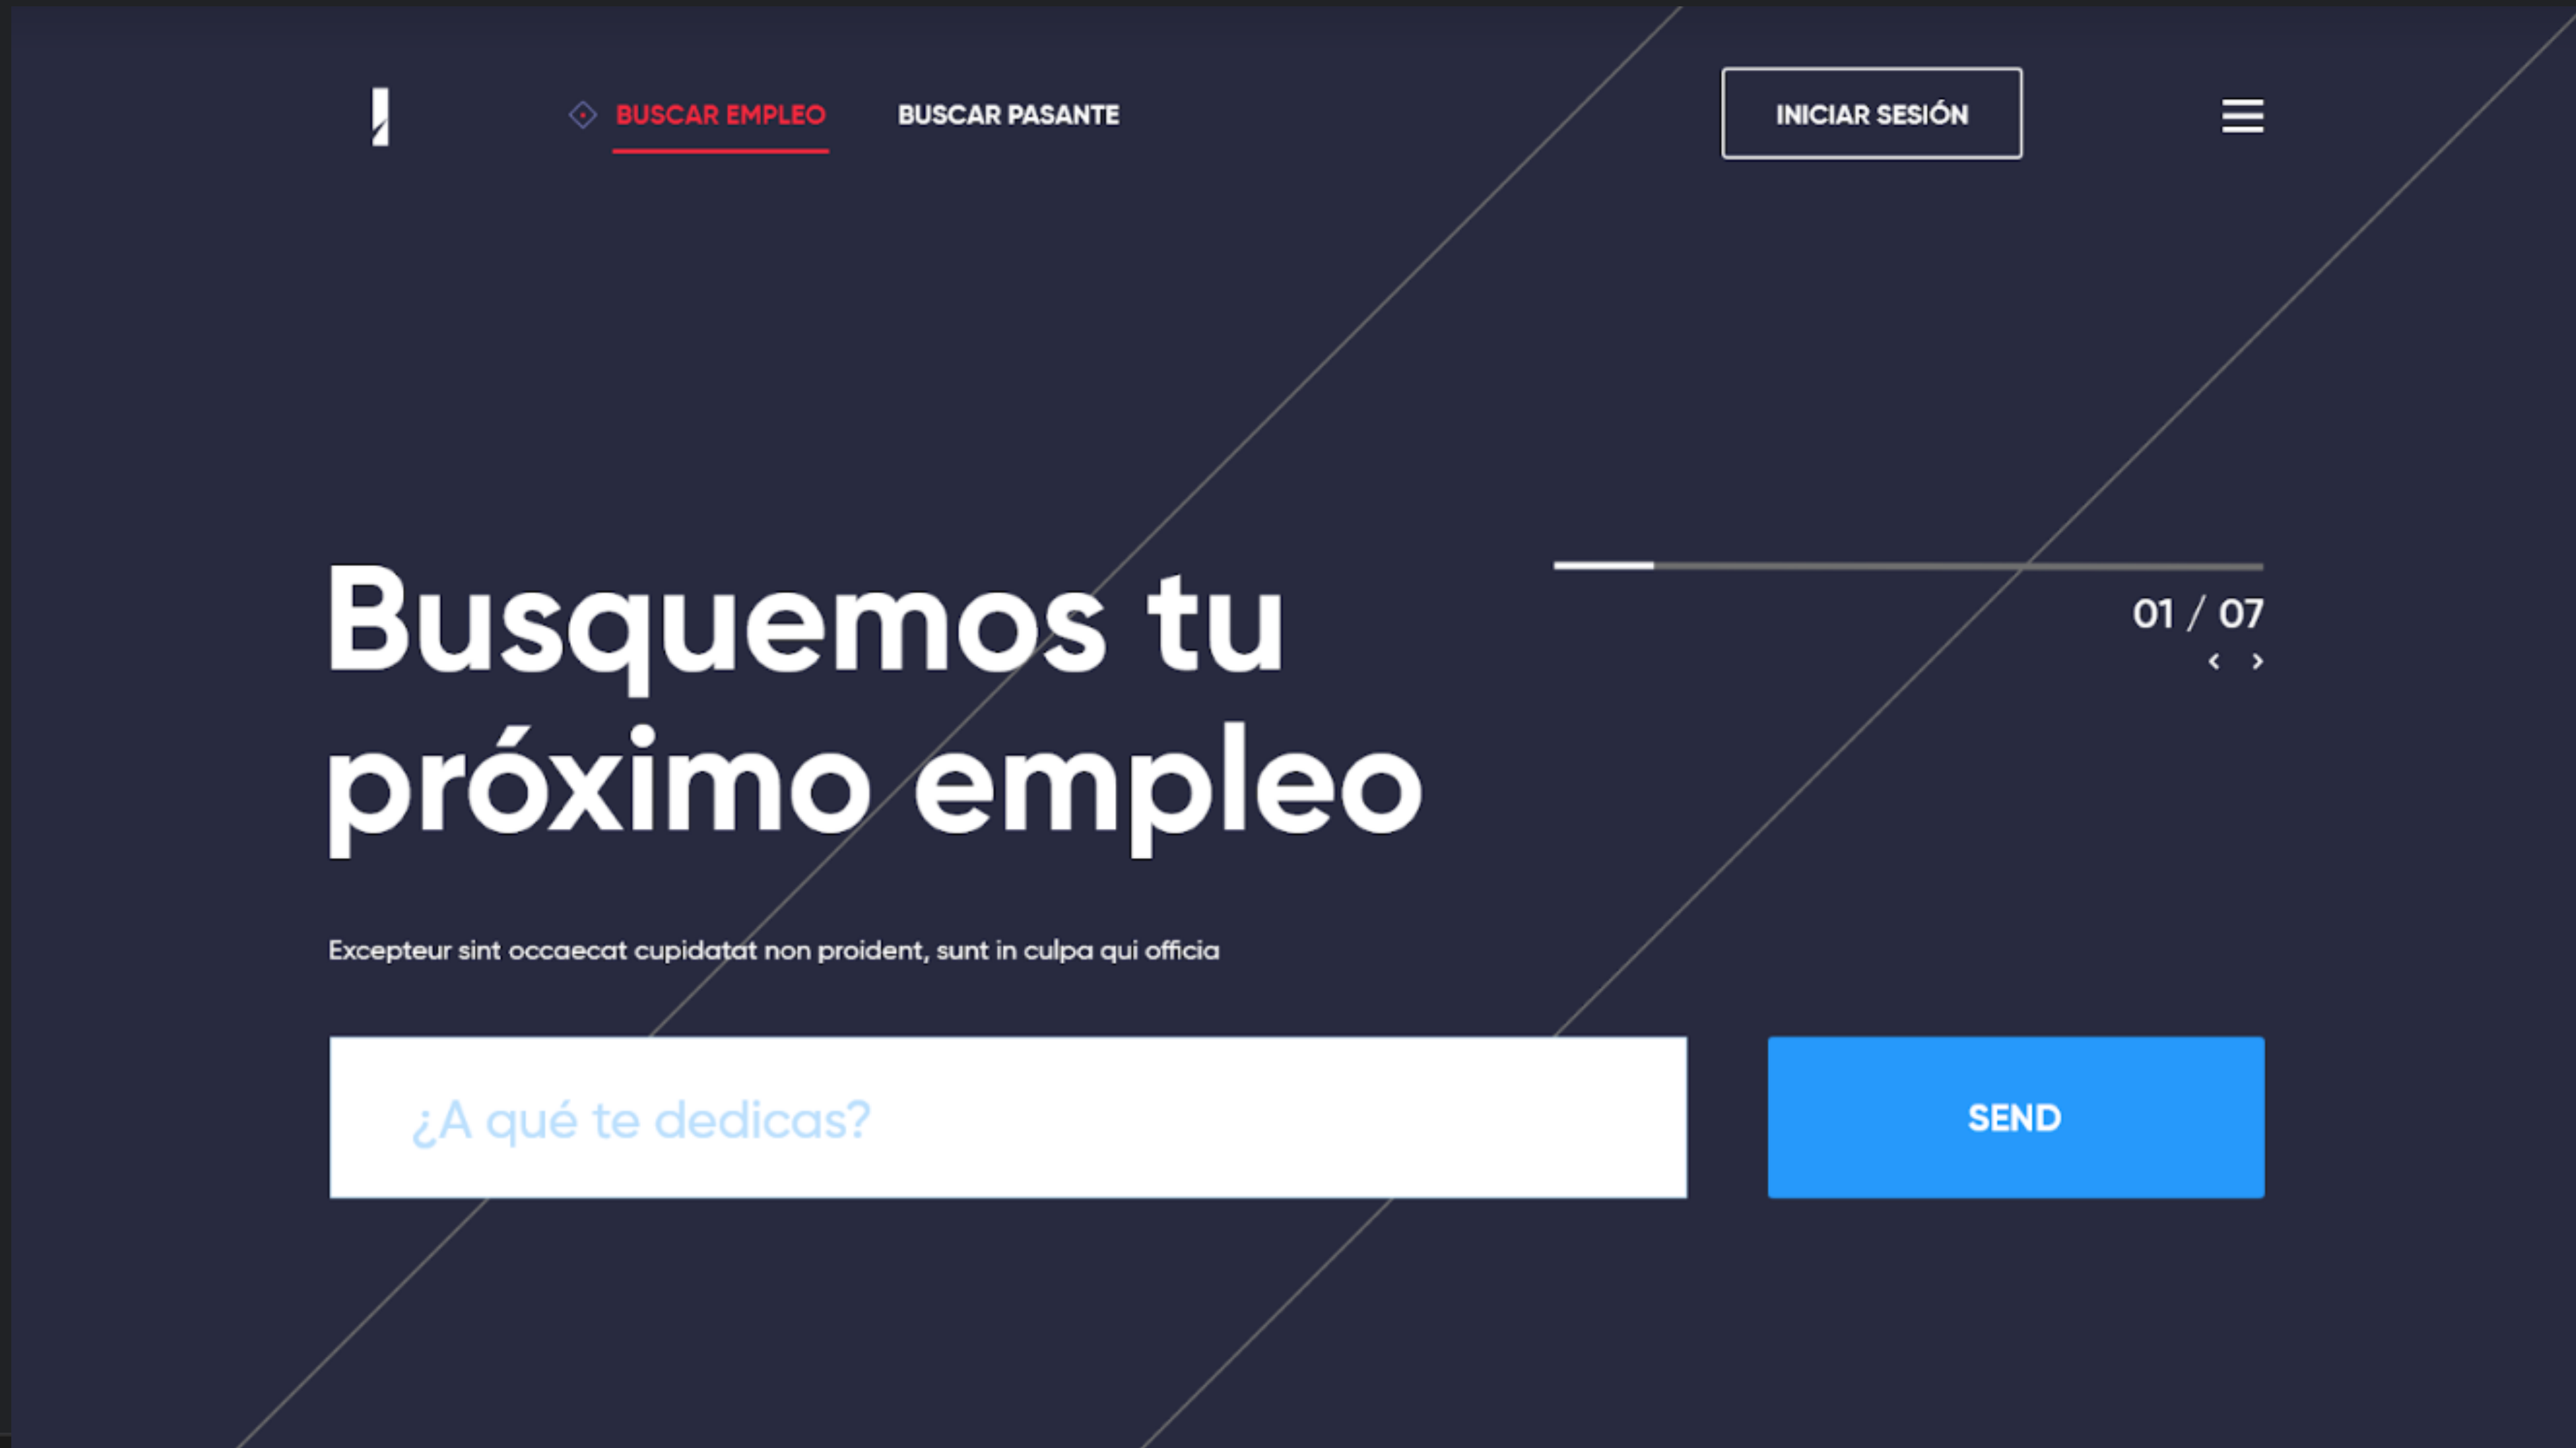 BUSCAR EMPLEO
BUSCAR PASANTE
INICIAR SESIÓN
Busquemos tu
próximo empleo
01 / 07
Excepteur sint occaecat cupidatat non proident, sunt in culpa qui officia
¿A qué te dedicas?
SEND